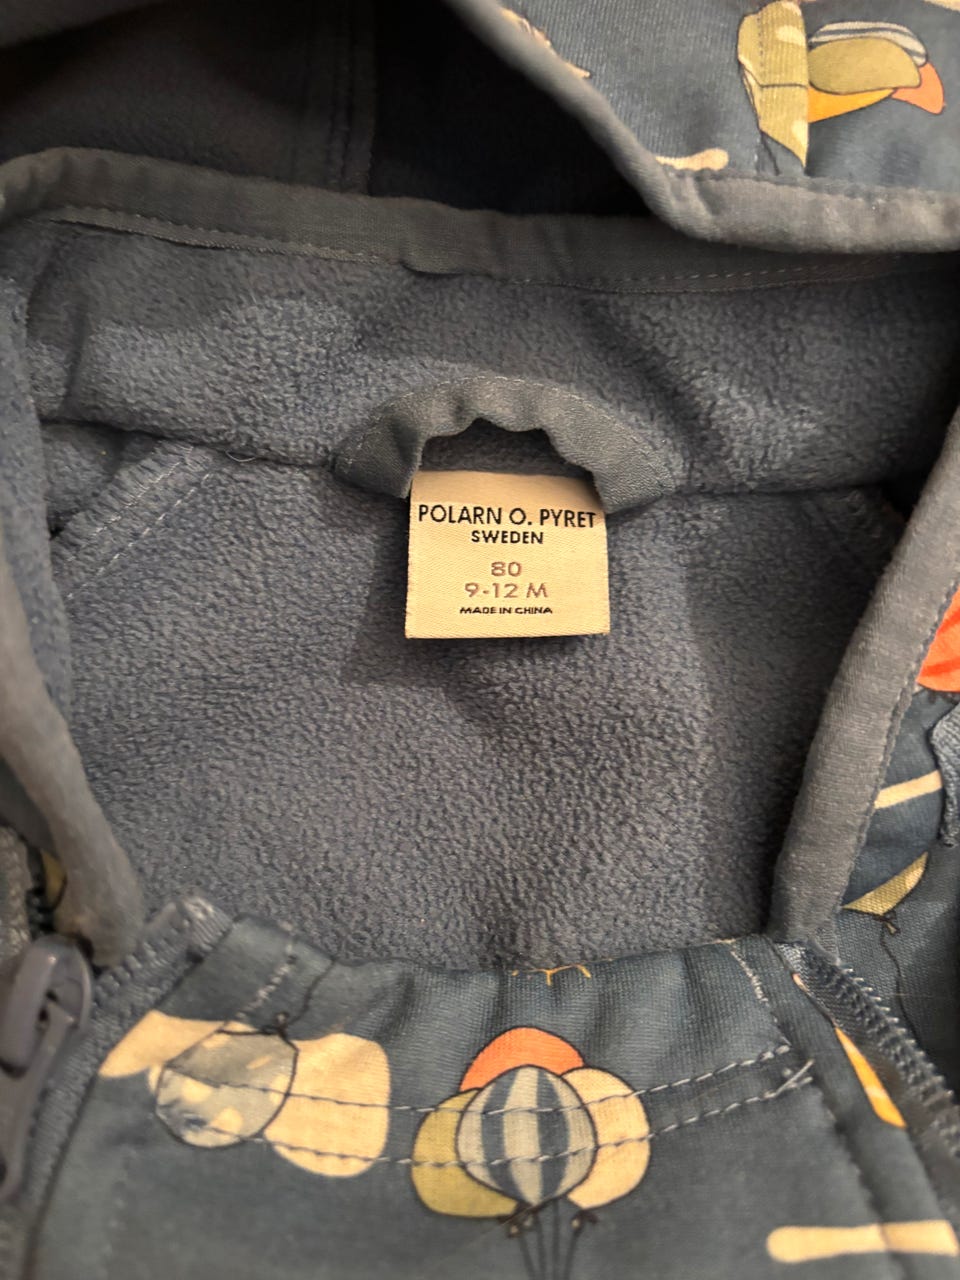 POLARN O. PYRET
SWEDEN
80
9-12 M
MADE IN CHINA